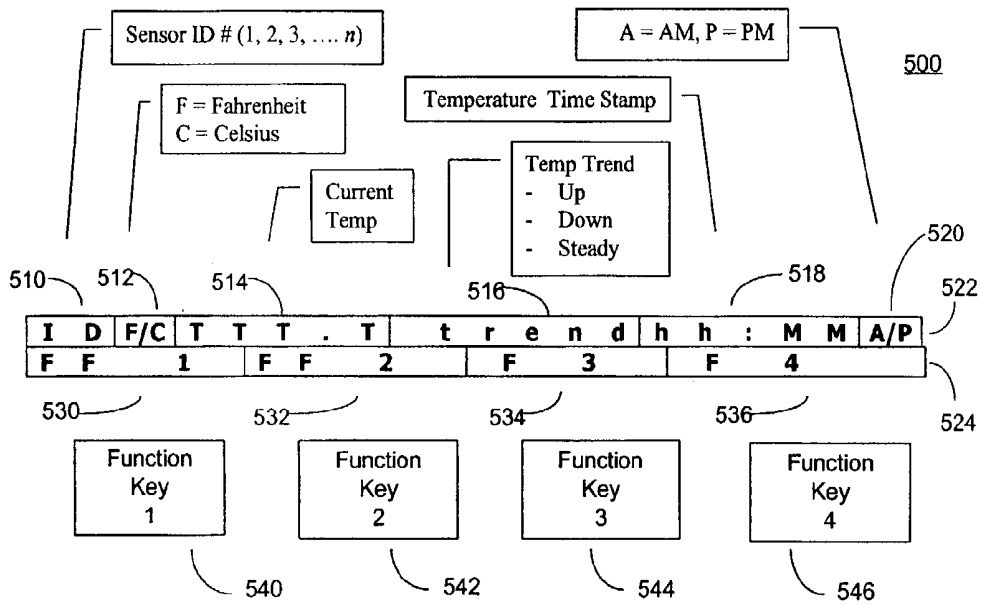 Sensor ID # (1, 2, 3, .... n)
A = AM, P = PM
500
F = Fahrenheit
C = Celsius
Temperature Time Stamp
Current
Temp
Temp Trend
- Up
- Down
- Steady
520
510
512
514
516
518
522
I D F/C T T T . T t r e n d h h : M M A/P
F F 1 F F 2 F 3 F 4
530
532
534
536
524
Function
Key
1
Function
Key
2
Function
Key
3
Function
Key
4
540
542
544
546